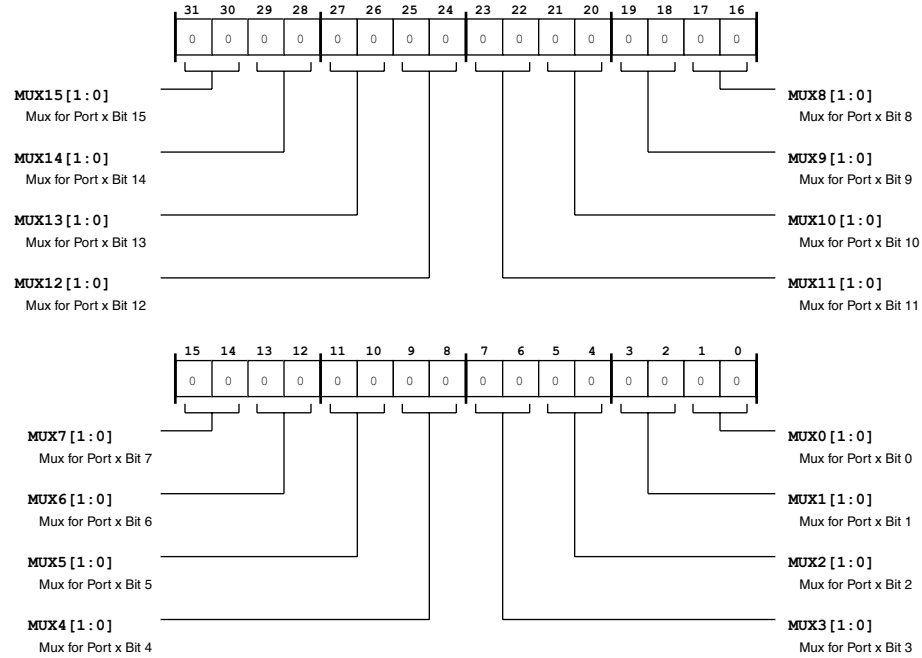 31 30 29 28 27 26 25 24 23 22 21 20 19 18 17 16
0 0 0 0 0 0 0 0 0 0 0 0 0 0 0 0
MUX15[1:0]
Mux for Port x Bit 15
MUX8[1:0]
Mux for Port x Bit 8
MUX14[1:0]
Mux for Port x Bit 14
MUX9[1:0]
Mux for Port x Bit 9
MUX13[1:0]
Mux for Port x Bit 13
MUX10[1:0]
Mux for Port x Bit 10
MUX12[1:0]
Mux for Port x Bit 12
MUX11[1:0]
Mux for Port x Bit 11
15 14 13 12 11 10 9 8 7 6 5 4 3 2 1 0
0 0 0 0 0 0 0 0 0 0 0 0 0 0 0 0
MUX7[1:0]
Mux for Port x Bit 7
MUX0[1:0]
Mux for Port x Bit 0
MUX6[1:0]
Mux for Port x Bit 6
MUX1[1:0]
Mux for Port x Bit 1
MUX5[1:0]
Mux for Port x Bit 5
MUX2[1:0]
Mux for Port x Bit 2
MUX4[1:0]
Mux for Port x Bit 4
MUX3[1:0]
Mux for Port x Bit 3